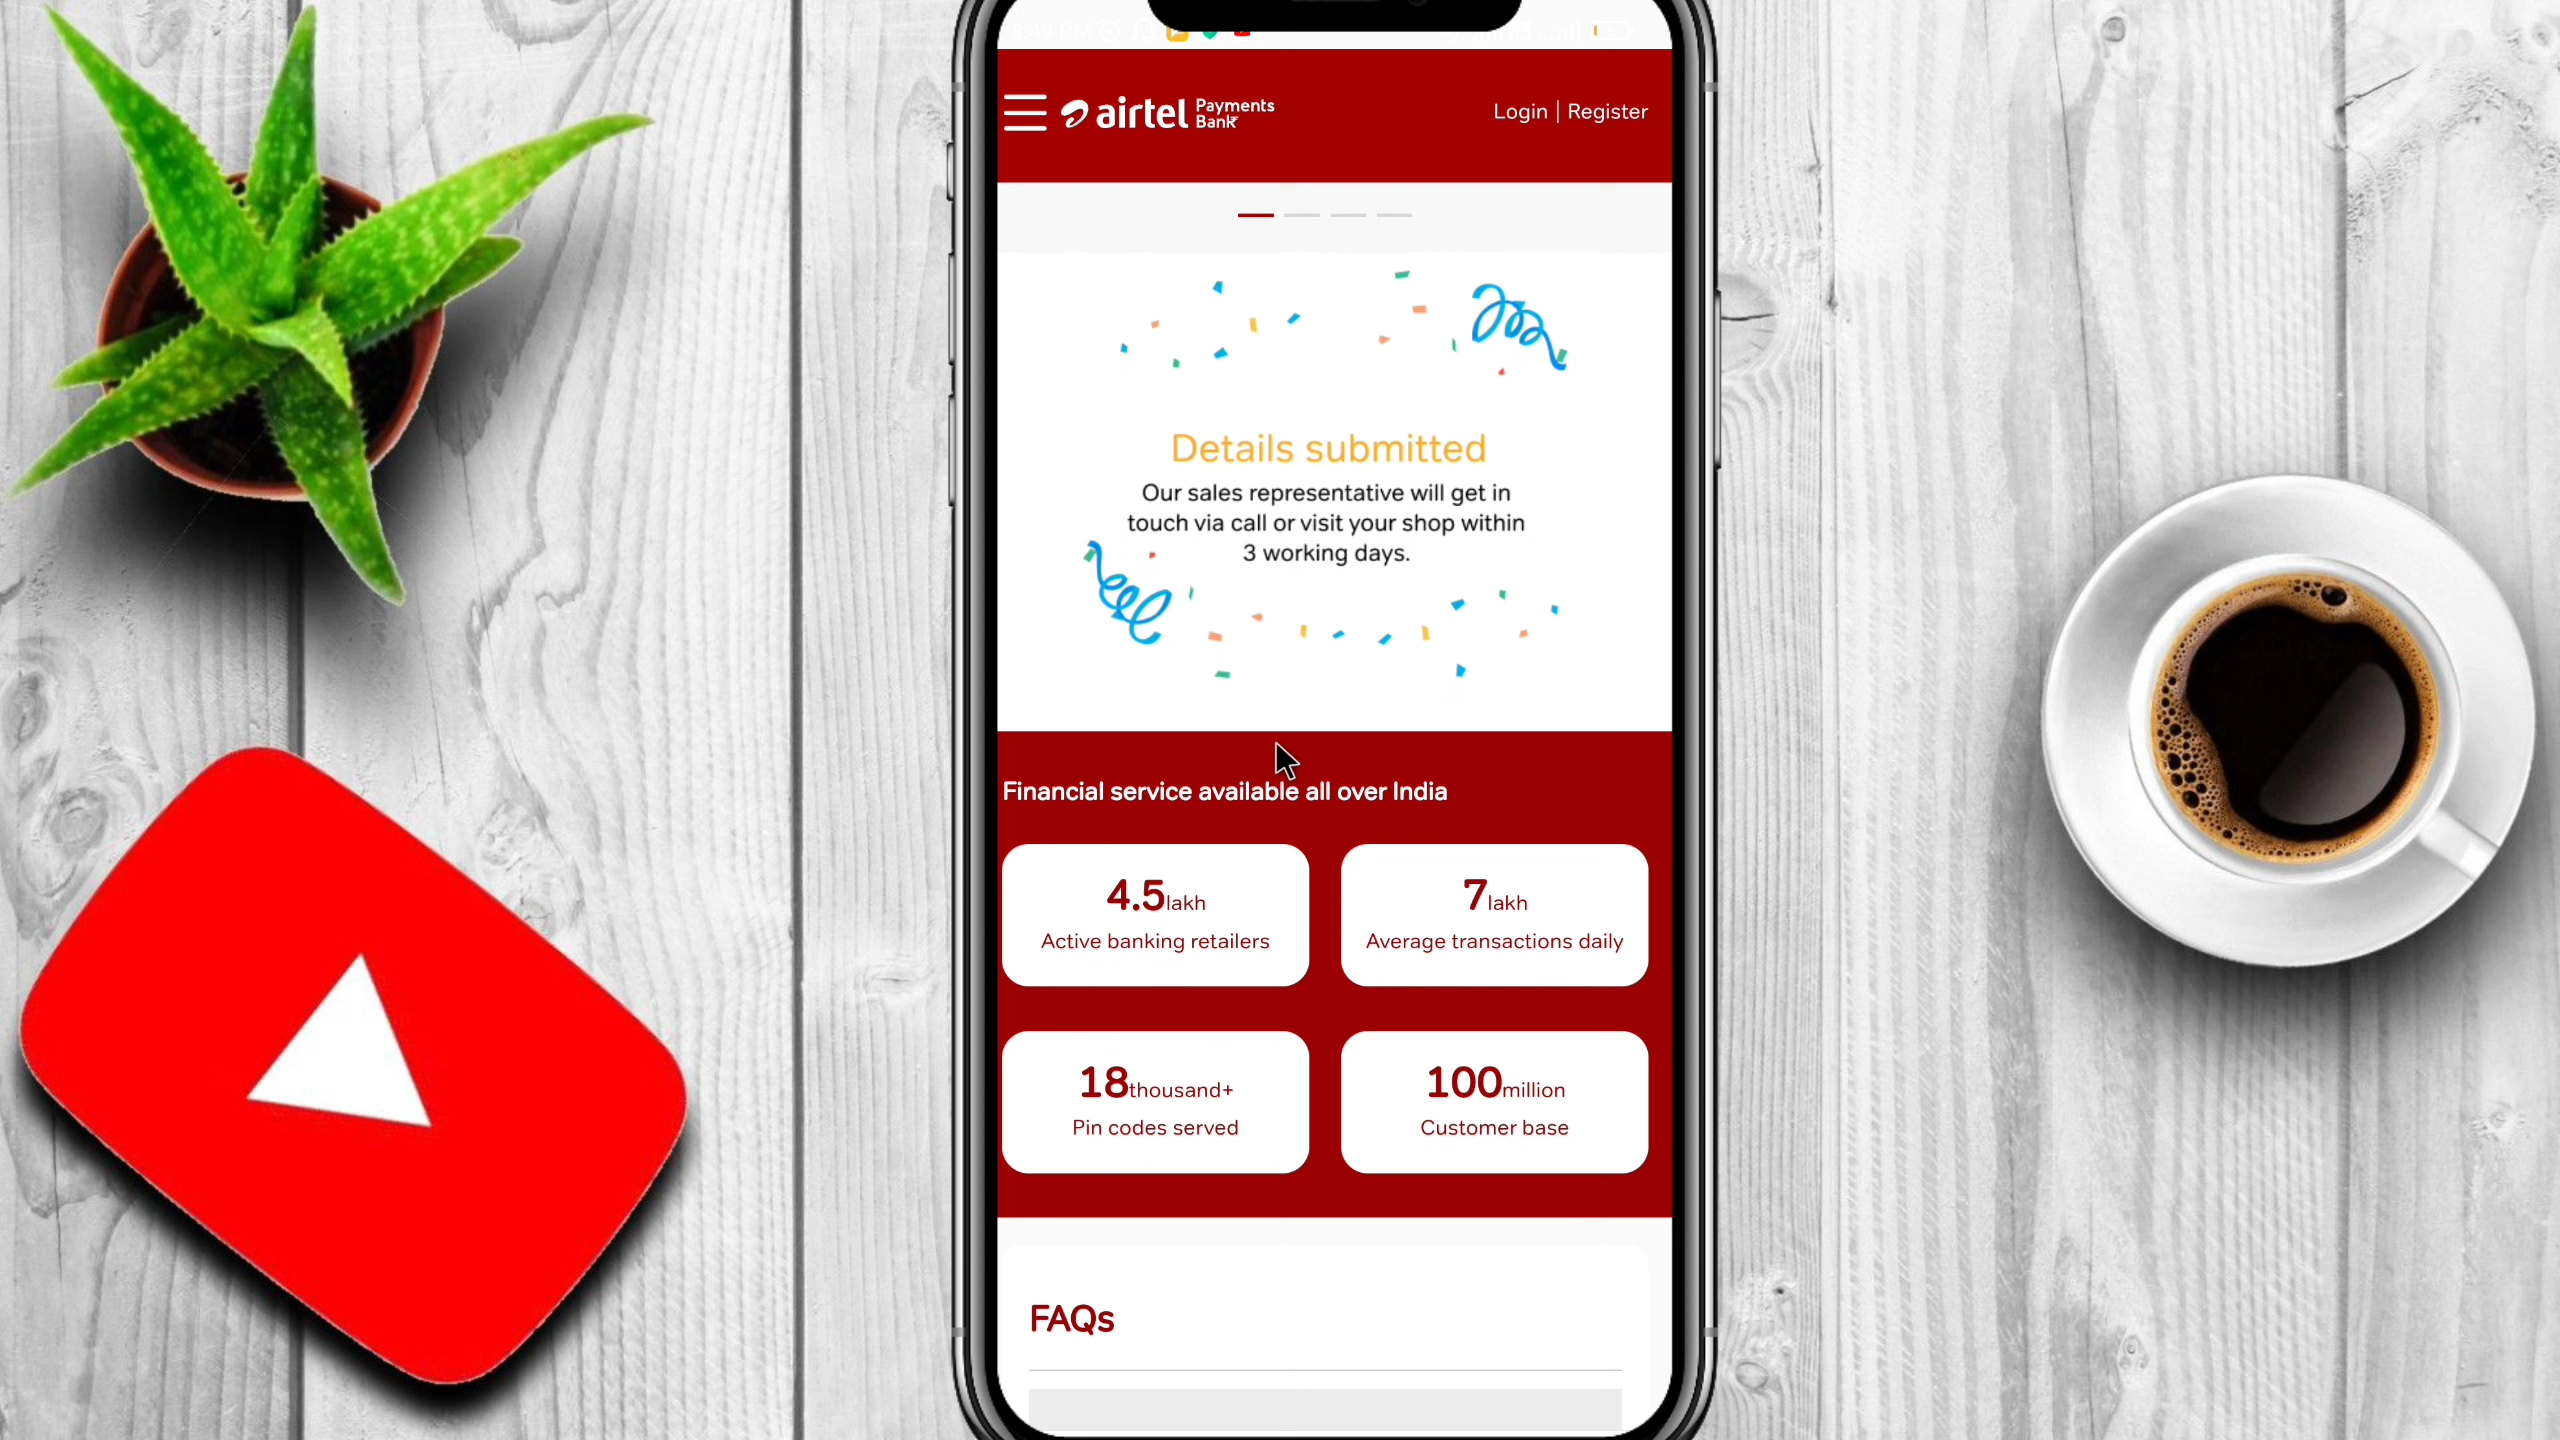 airtel Payments Bank
Login | Register
Details submitted
Our sales representative will get in
touch via call or visit your shop within
3 working days.
Financial service available all over India
4.5lakh
Active banking retailers
7lakh
Average transactions daily
18thousand+
Pin codes served
100million
Customer base
FAQs